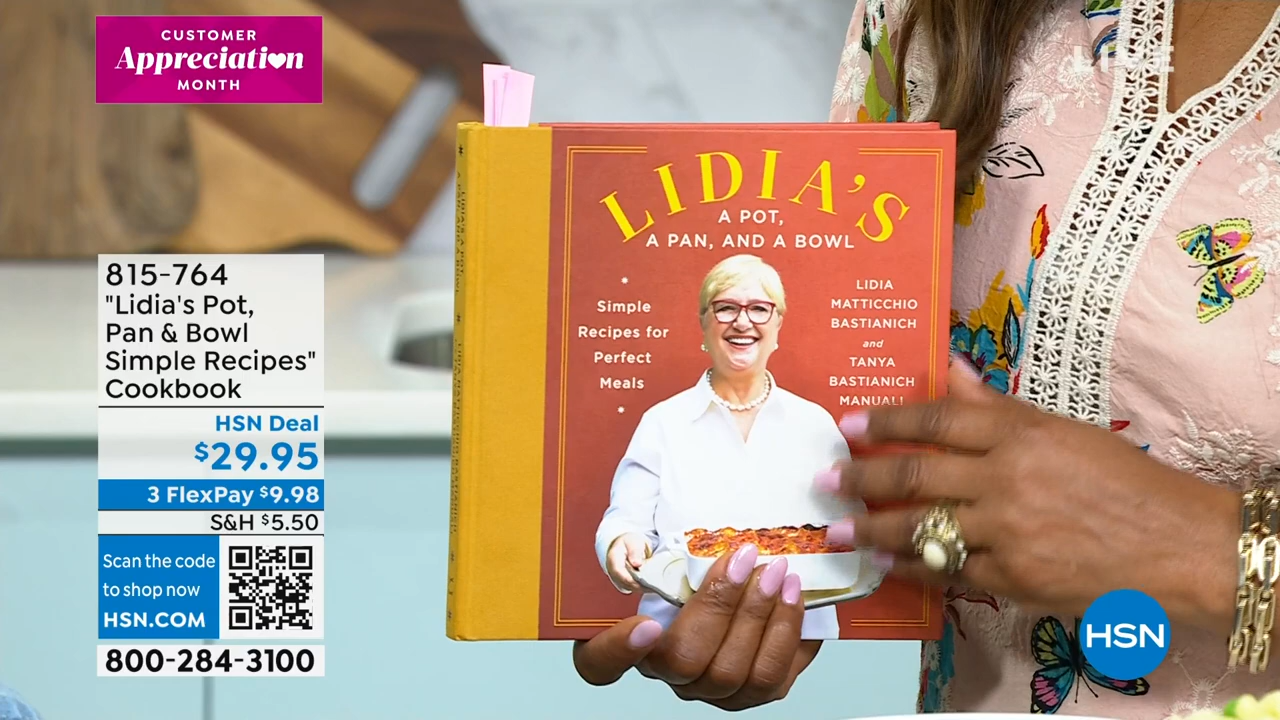 CUSTOMER
Appreciation
MONTH
LIVE
815-764
"Lidia's Pot,
Pan & Bowl
Simple Recipes"
Cookbook
HSN Deal
$29.95
3 FlexPay $9.98
S&H $5.50
Scan the code
to shop now
HSN.COM
800-284-3100
LIDIA'S
A POT,
A PAN, AND A BOWL
Simple
Recipes for
Perfect
Meals
LIDIA
MATTICCHIO
BASTIANICH
and
TANYA
BASTIANICH
MANUALI
HSN